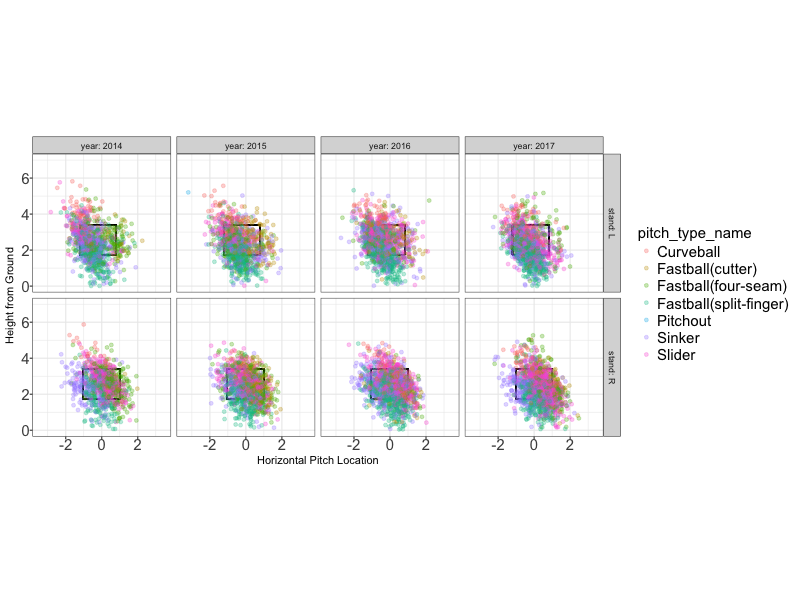 year: 2014
year: 2015
year: 2016
year: 2017
6
4
2
0
stand: L
6
4
2
0
stand: R
-2
0
2
-2
0
2
-2
0
2
-2
0
2
Horizontal Pitch Location
Height from Ground
pitch_type_name
Curveball
Fastball(cutter)
Fastball(four-seam)
Fastball(split-finger)
Pitchout
Sinker
Slider